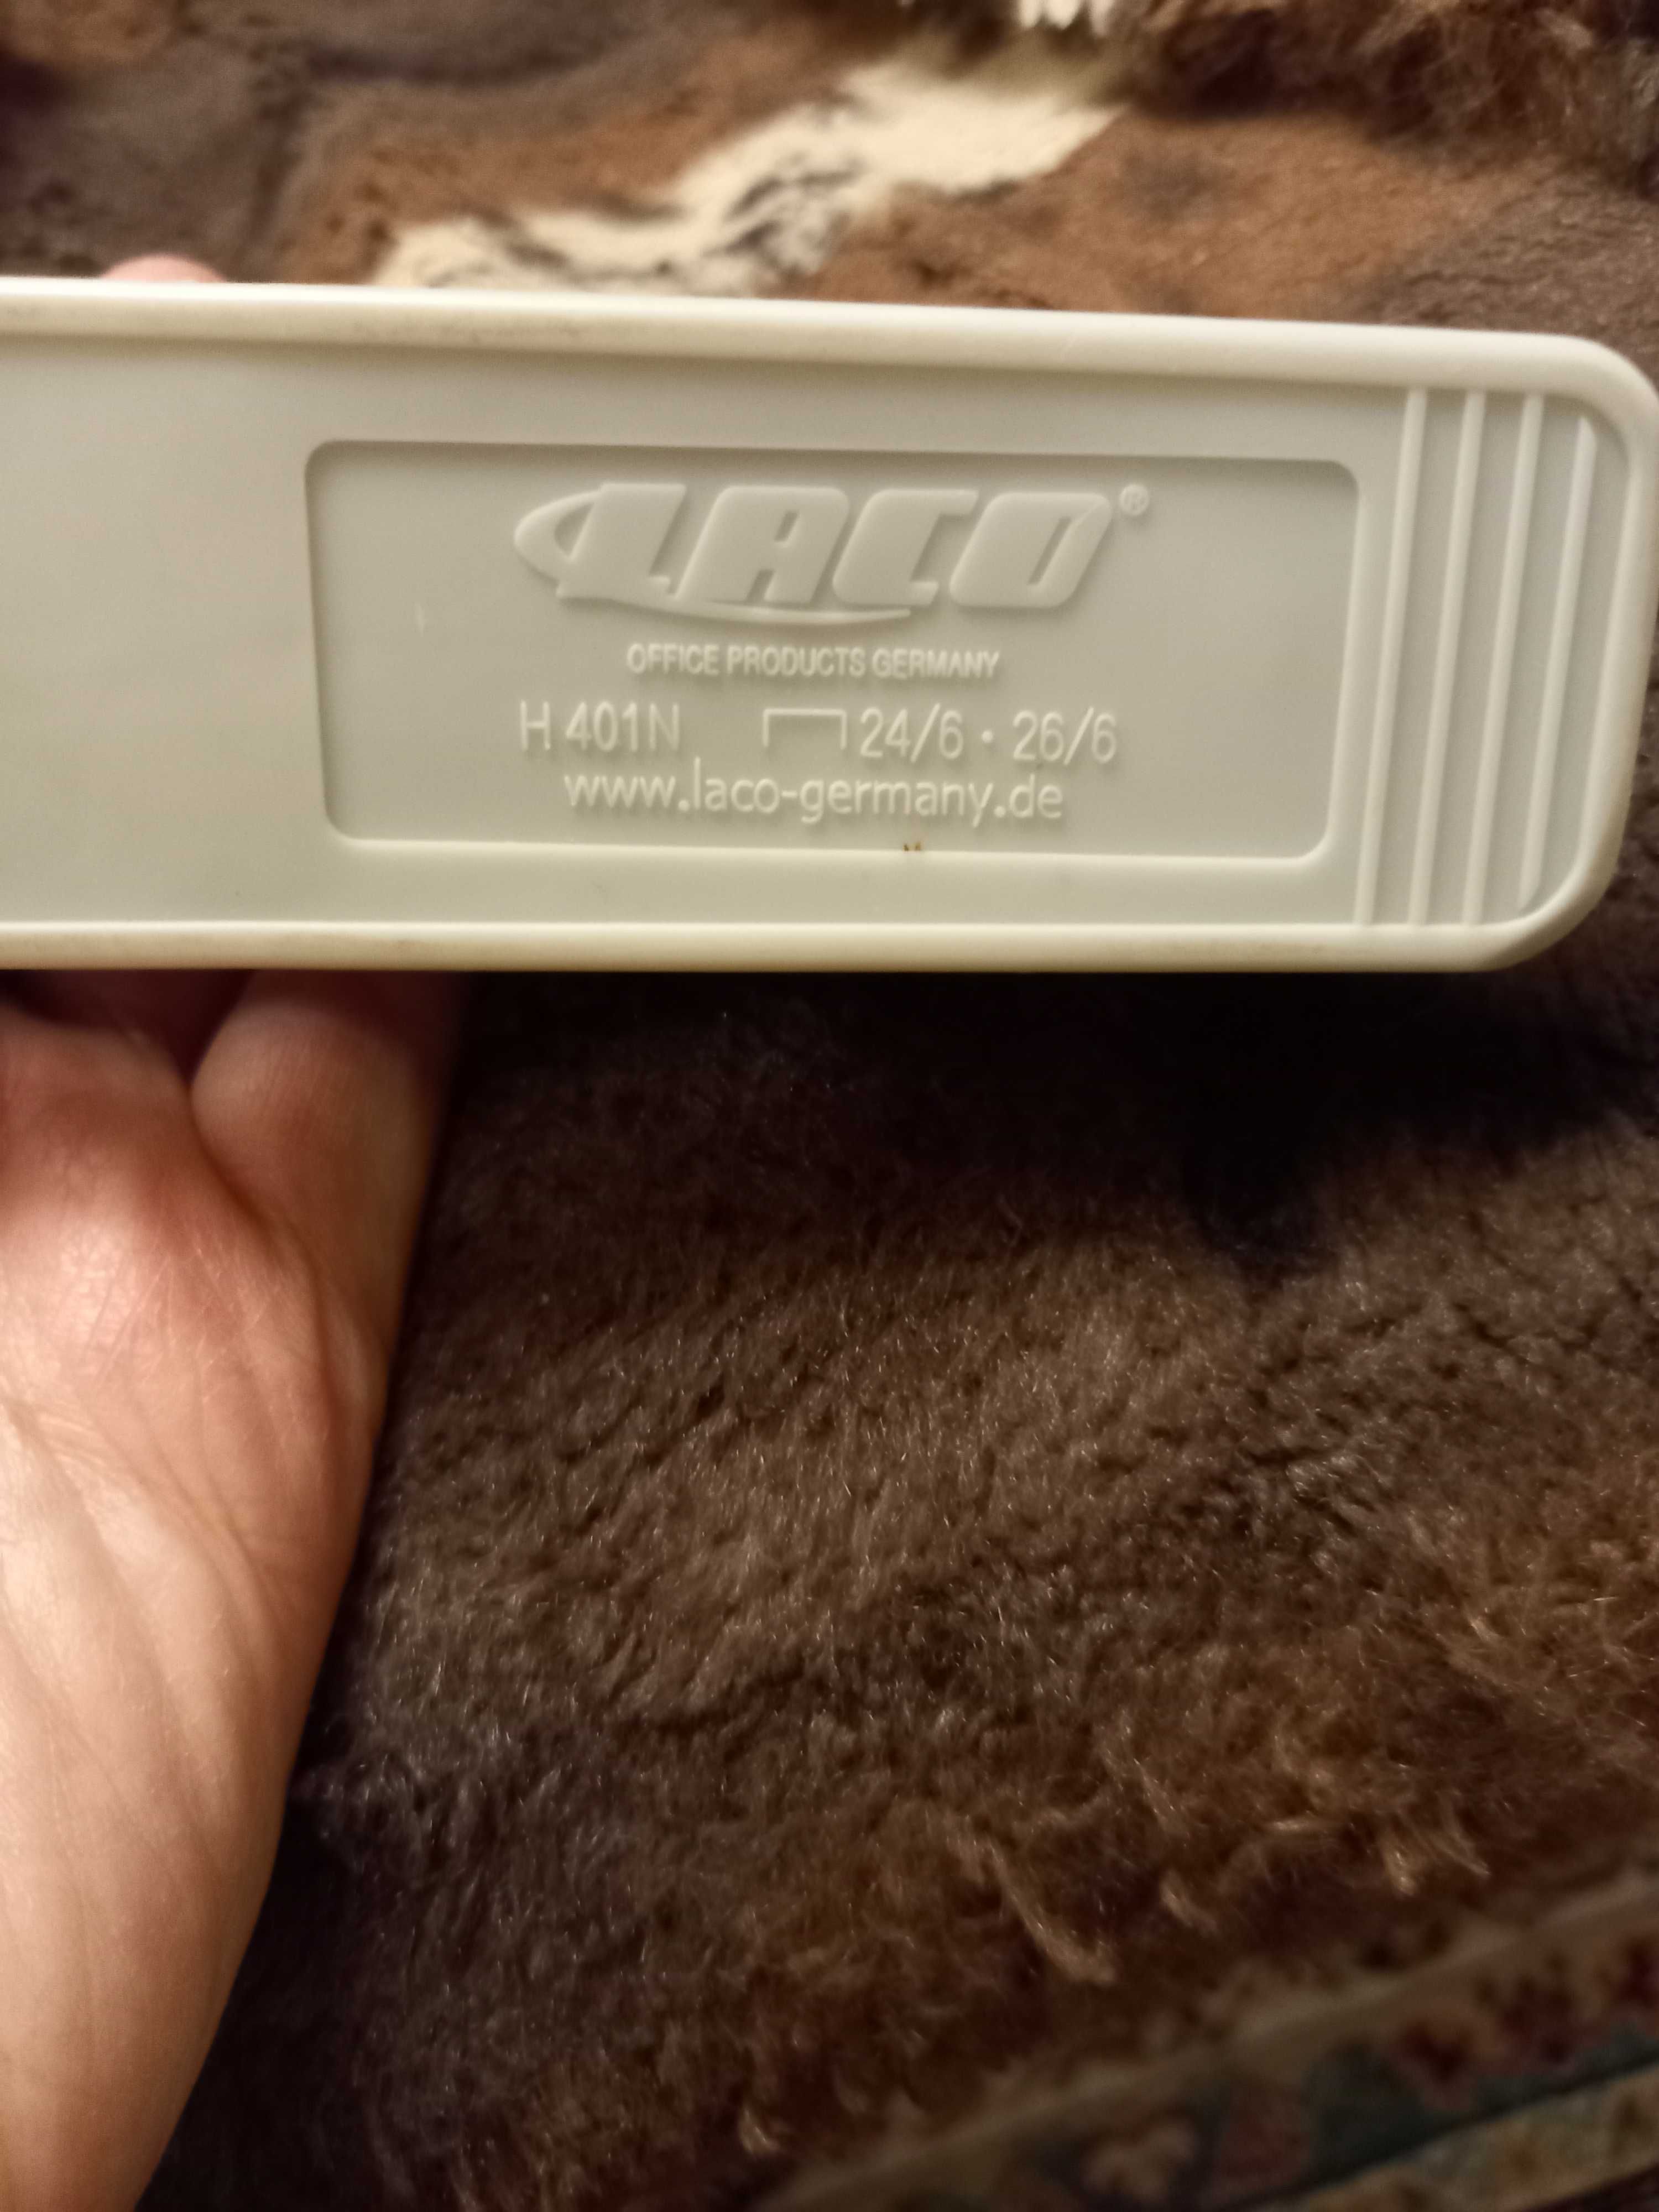 LACO®
OFFICE PRODUCTS GERMANY
H 401N 24/6 · 26/6
www.laco-germany.de